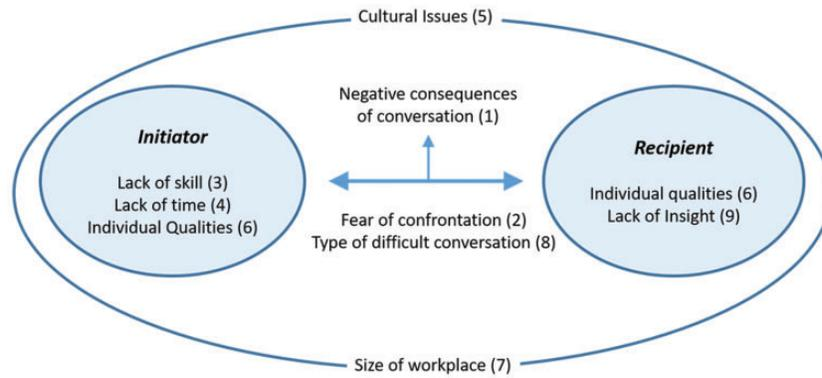 Cultural Issues (5)
Negative consequences
of conversation (1)
Initiator
Lack of skill (3)
Lack of time (4)
Individual Qualities (6)
Fear of confrontation (2)
Type of difficult conversation (8)
Recipient
Individual qualities (6)
Lack of Insight (9)
Size of workplace (7)